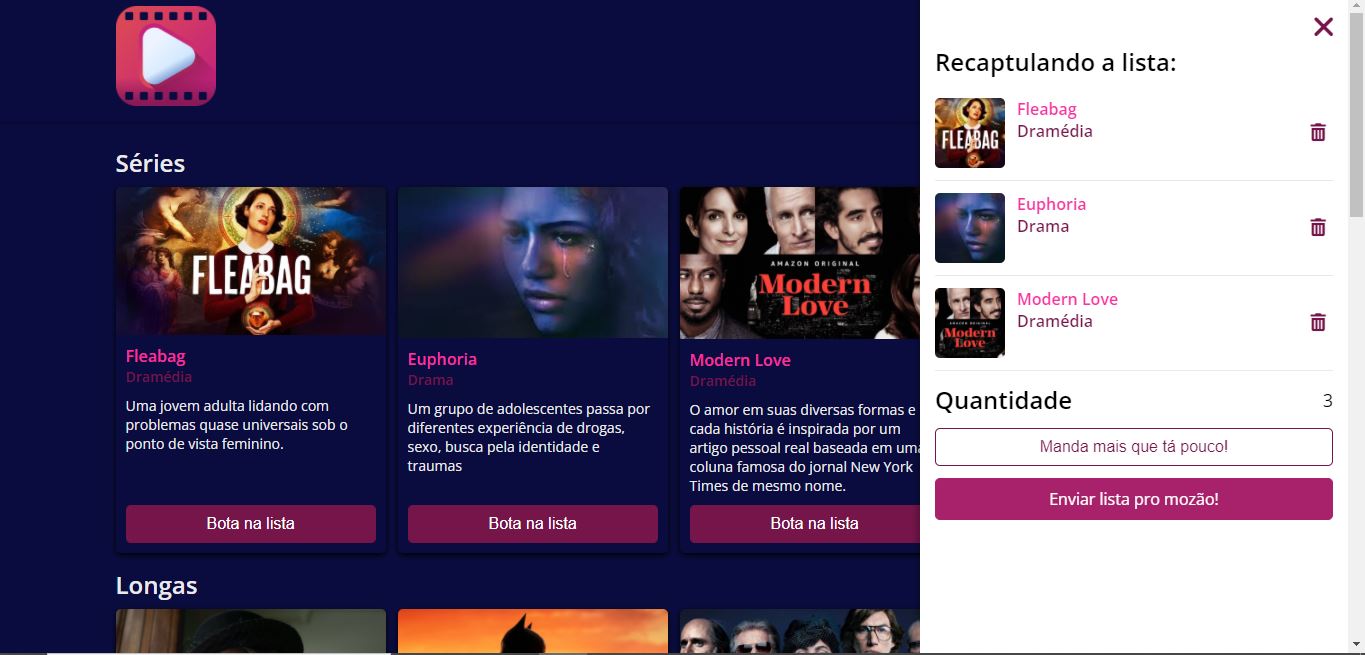 Séries
FLEABAG
Fleabag
Dramédia
Uma jovem adulta lidando com
problemas quase universais sob o
ponto de vista feminino.
Bota na lista
Euphoria
Drama
Um grupo de adolescentes passa por
diferentes experiência de drogas,
sexo, busca pela identidade e
traumas
Bota na lista
AMAZON ORIGINAL
Modern
Love
Modern Love
Dramédia
O amor em suas diversas formas e
cada história é inspirada por um
artigo pessoal real baseada em
coluna famosa do jornal New York
Times de mesmo nome.
Bota na lista
Longas
Recaptulando a lista:
FLEABAG
Fleabag
Dramédia
Euphoria
Drama
AMAZON ORIGINAL
Modern
Love
Modern Love
Dramédia
Quantidade
3
Manda mais que tá pouco!
Enviar lista pro mozão!